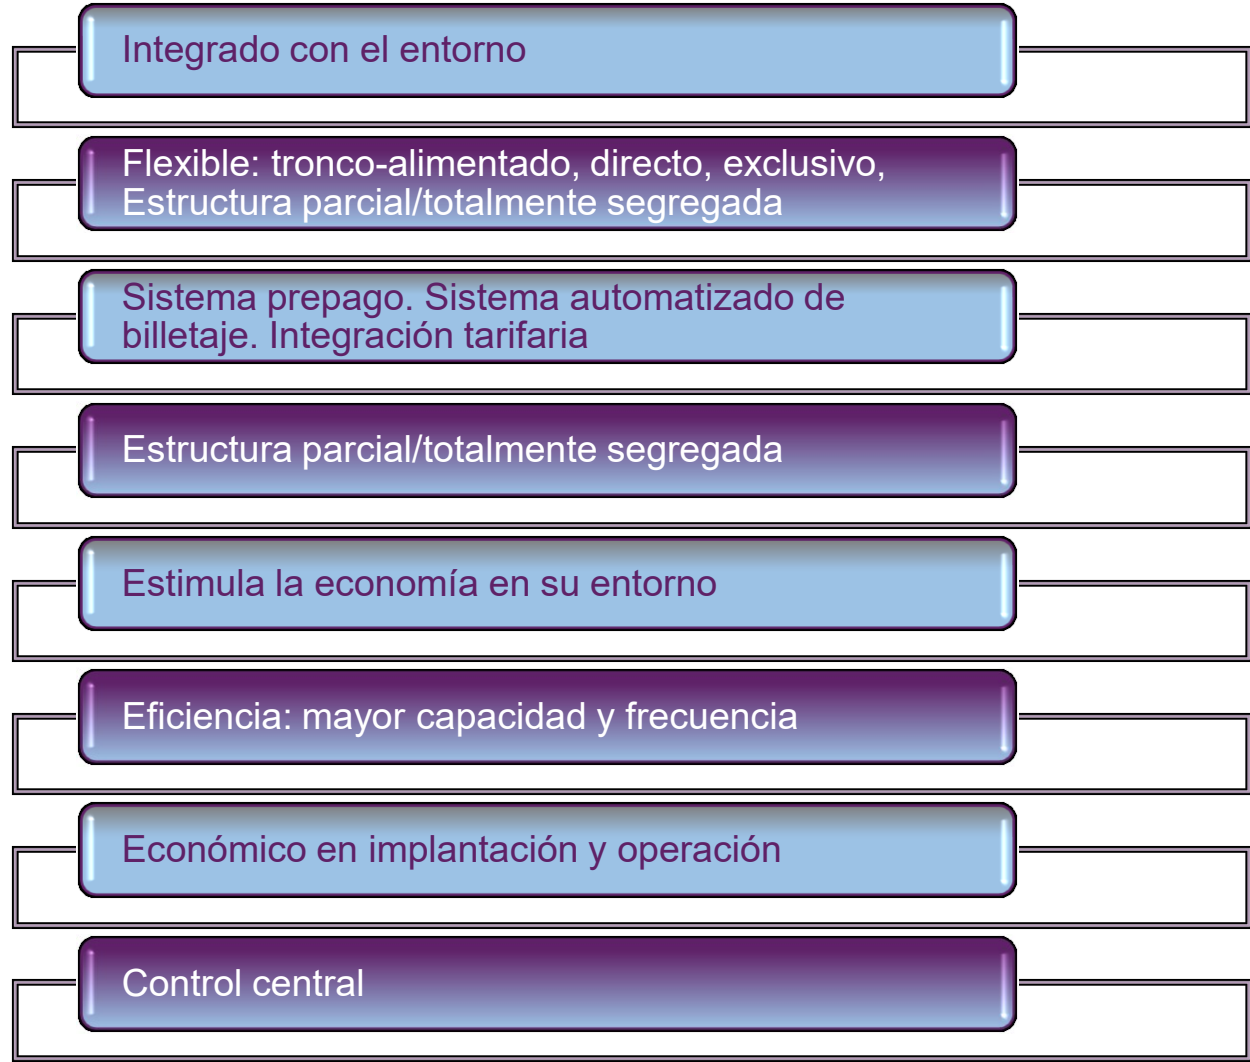 Integrado con el entorno
Flexible: tronco-alimentado, directo, exclusivo,
Estructura parcial/totalmente segregada
Sistema prepago. Sistema automatizado de
billetaje. Integración tarifaria
Estructura parcial/totalmente segregada
Estimula la economía en su entorno
Eficiencia: mayor capacidad y frecuencia
Económico en implantación y operación
Control central